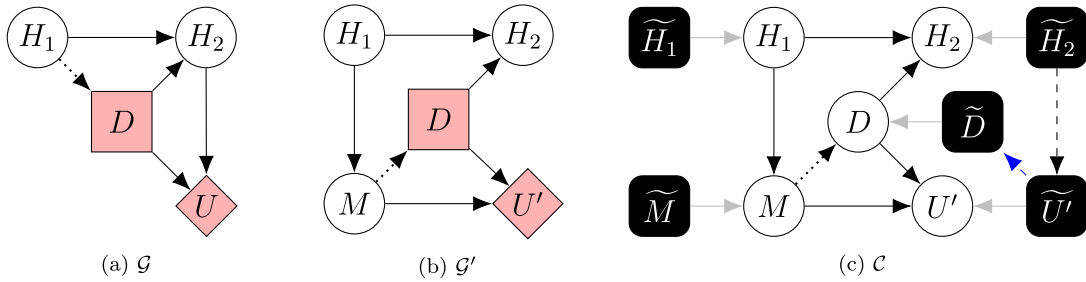 H₁ H₂
D
U
(a) 𝒢
H₁ H₂
D
M U′
(b) 𝒢′
H̃₁ H₁ H₂ H̃₂
D D̃
M̃ M U′ Ũ′
(c) 𝒞